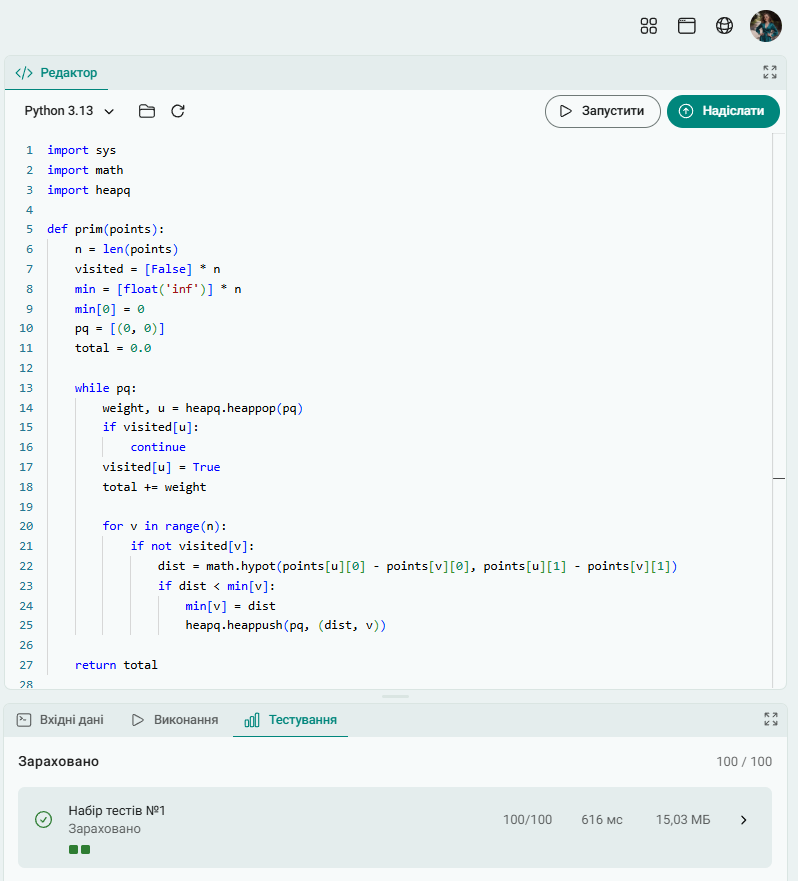 Редактор
Python 3.13
Запустити
Надіслати
1 import sys
2 import math
3 import heapq
4
5 def prim(points):
6     n = len(points)
7     visited = [False] * n
8     min = [float('inf')] * n
9     min[0] = 0
10     pq = [(0, 0)]
11     total = 0.0
12
13     while pq:
14         weight, u = heapq.heappop(pq)
15         if visited[u]:
16             continue
17         visited[u] = True
18         total += weight
19
20         for v in range(n):
21             if not visited[v]:
22                 dist = math.hypot(points[u][0] - points[v][0], points[u][1] - points[v][1])
23                 if dist < min[v]:
24                     min[v] = dist
25                     heapq.heappush(pq, (dist, v))
26
27     return total
28
Вхідні дані
Виконання
Тестування
Зараховано 100 / 100
Набір тестів №1
Зараховано
100/100 616 мс 15,03 МБ